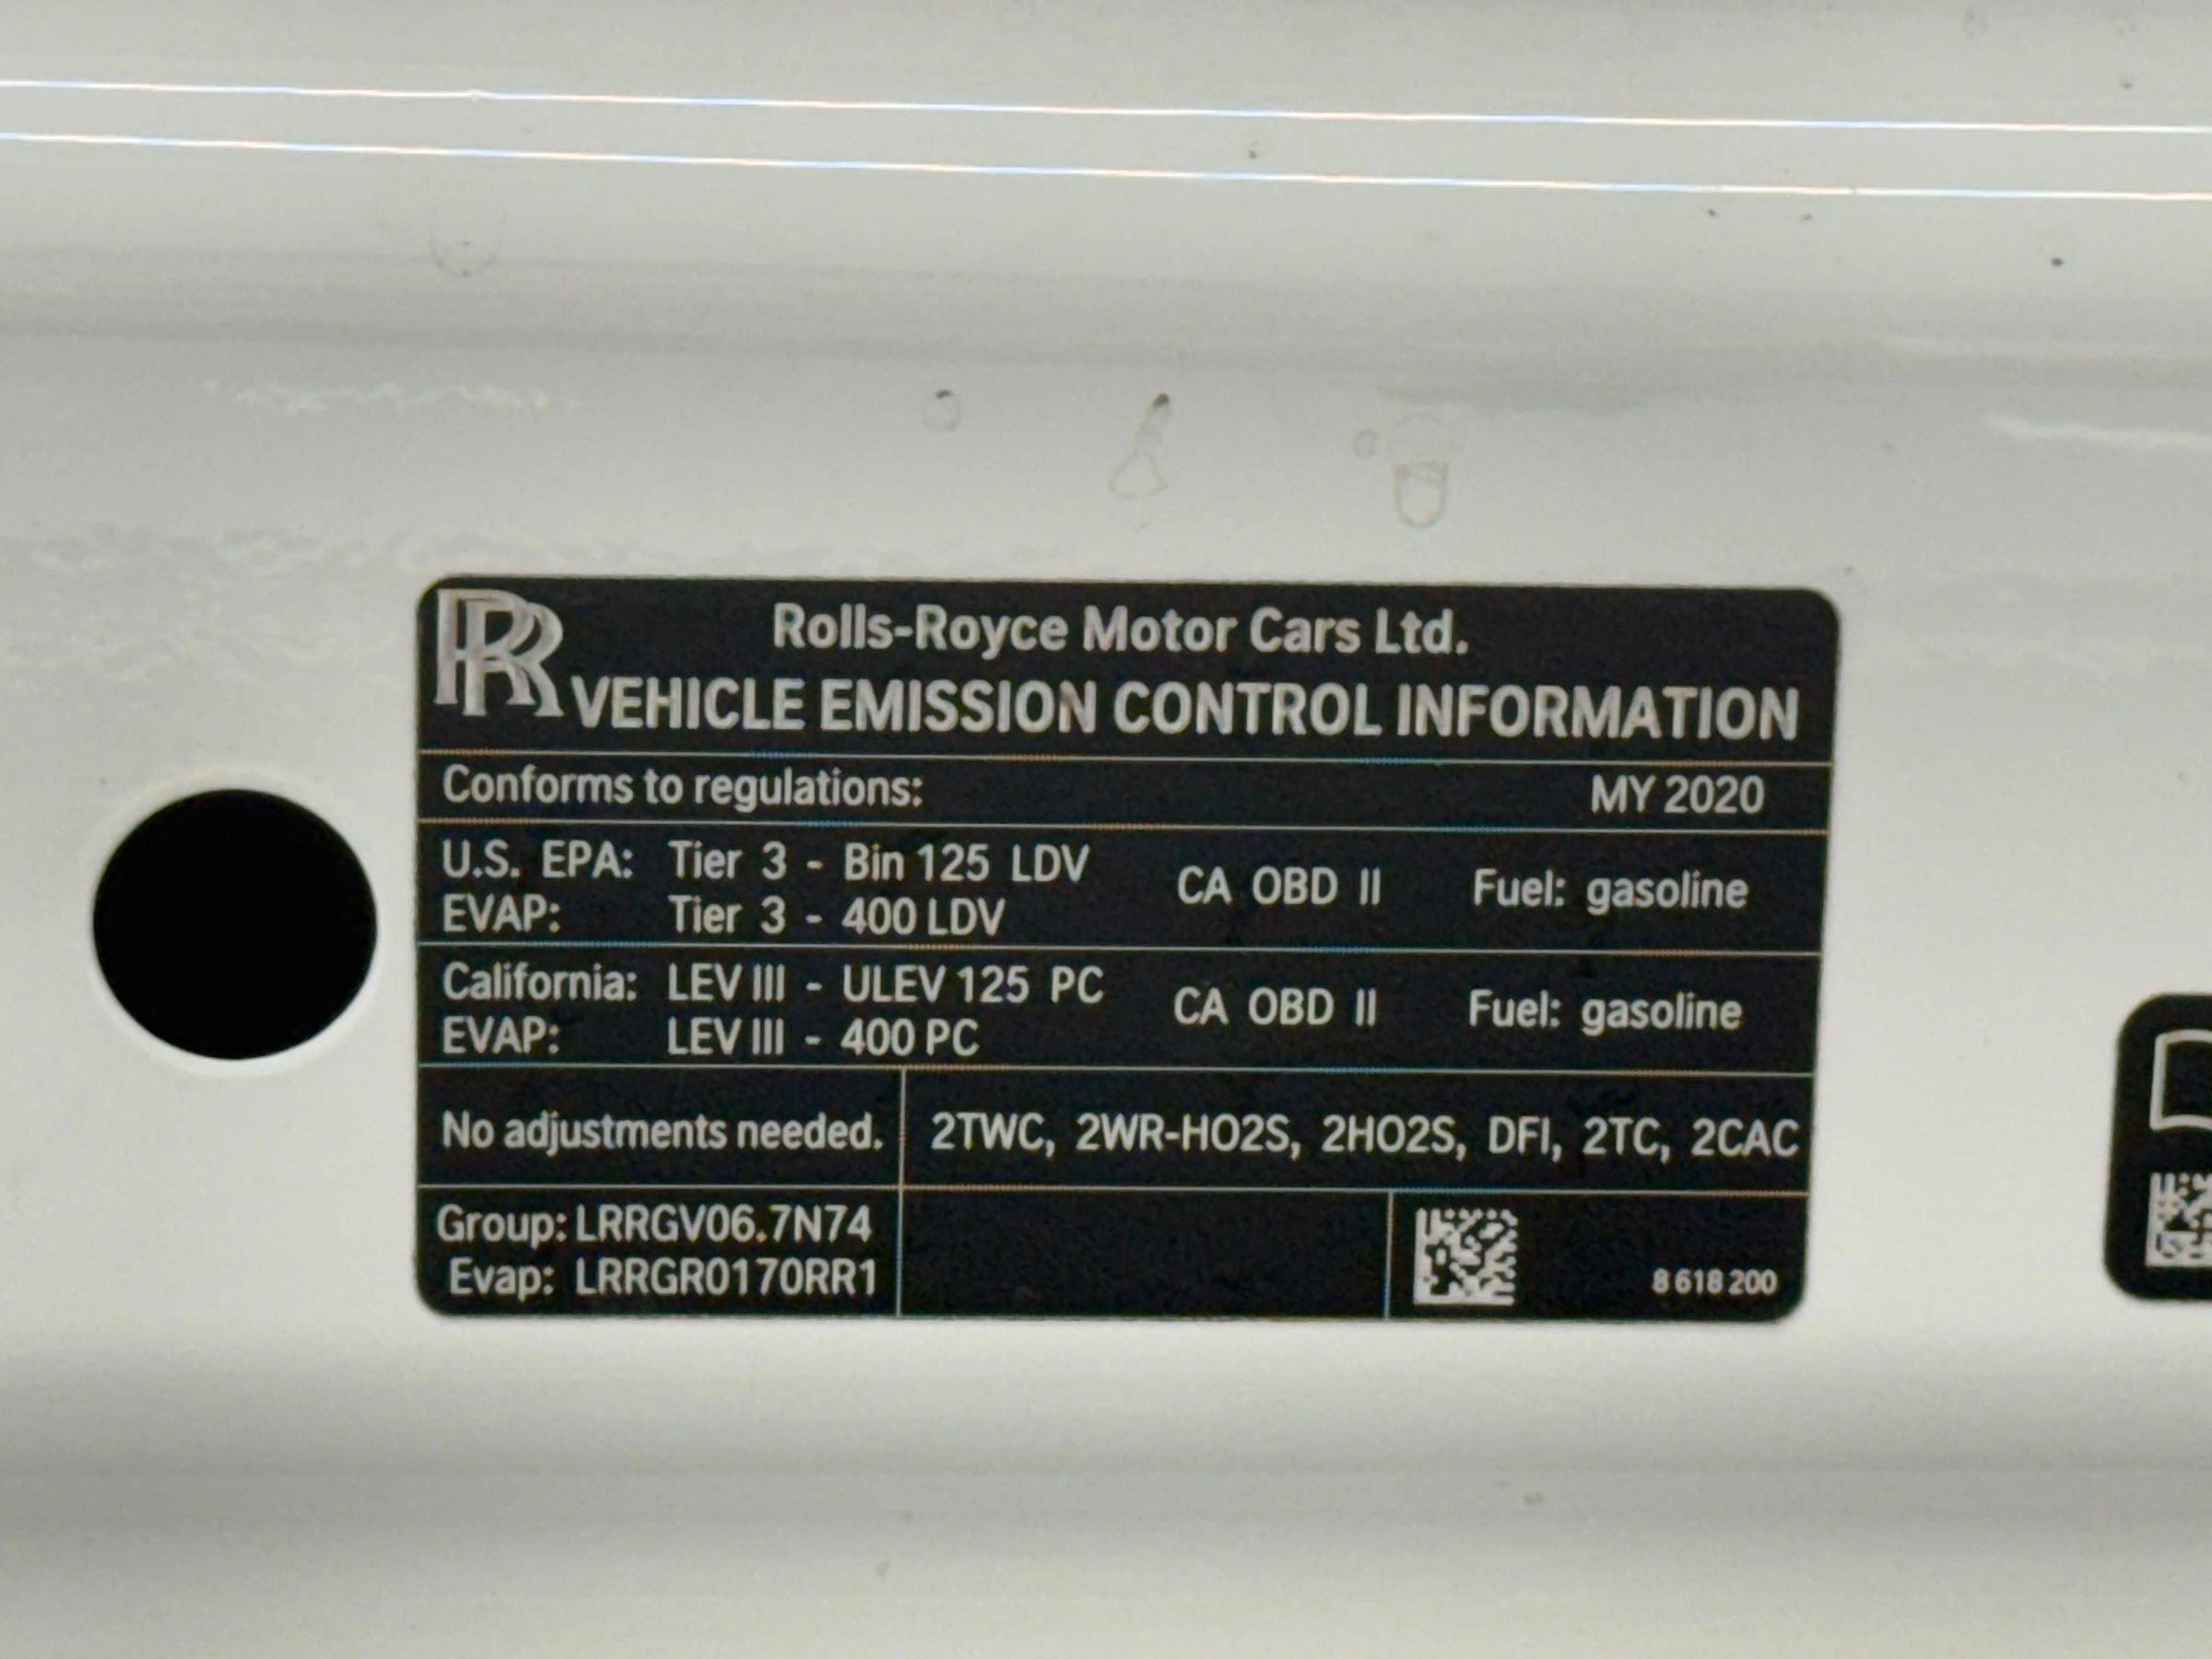 RR
Rolls-Royce Motor Cars Ltd.
VEHICLE EMISSION CONTROL INFORMATION
Conforms to regulations: MY 2020
U.S. EPA: Tier 3 - Bin 125 LDV CA OBD II Fuel: gasoline
EVAP: Tier 3 - 400 LDV
California: LEV III - ULEV 125 PC CA OBD II Fuel: gasoline
EVAP: LEV III - 400 PC
No adjustments needed. 2TWC, 2WR-HO2S, 2HO2S, DFI, 2TC, 2CAC
Group: LRRGV06.7N74
Evap: LRRGR0170RR1
8 618 200